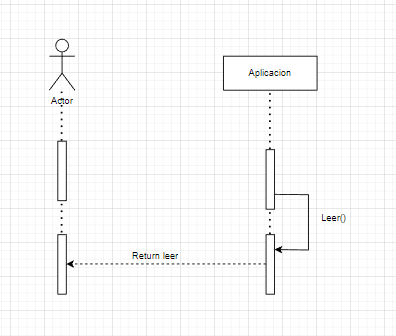 Aplicacion
Actor
Leer()
Return leer